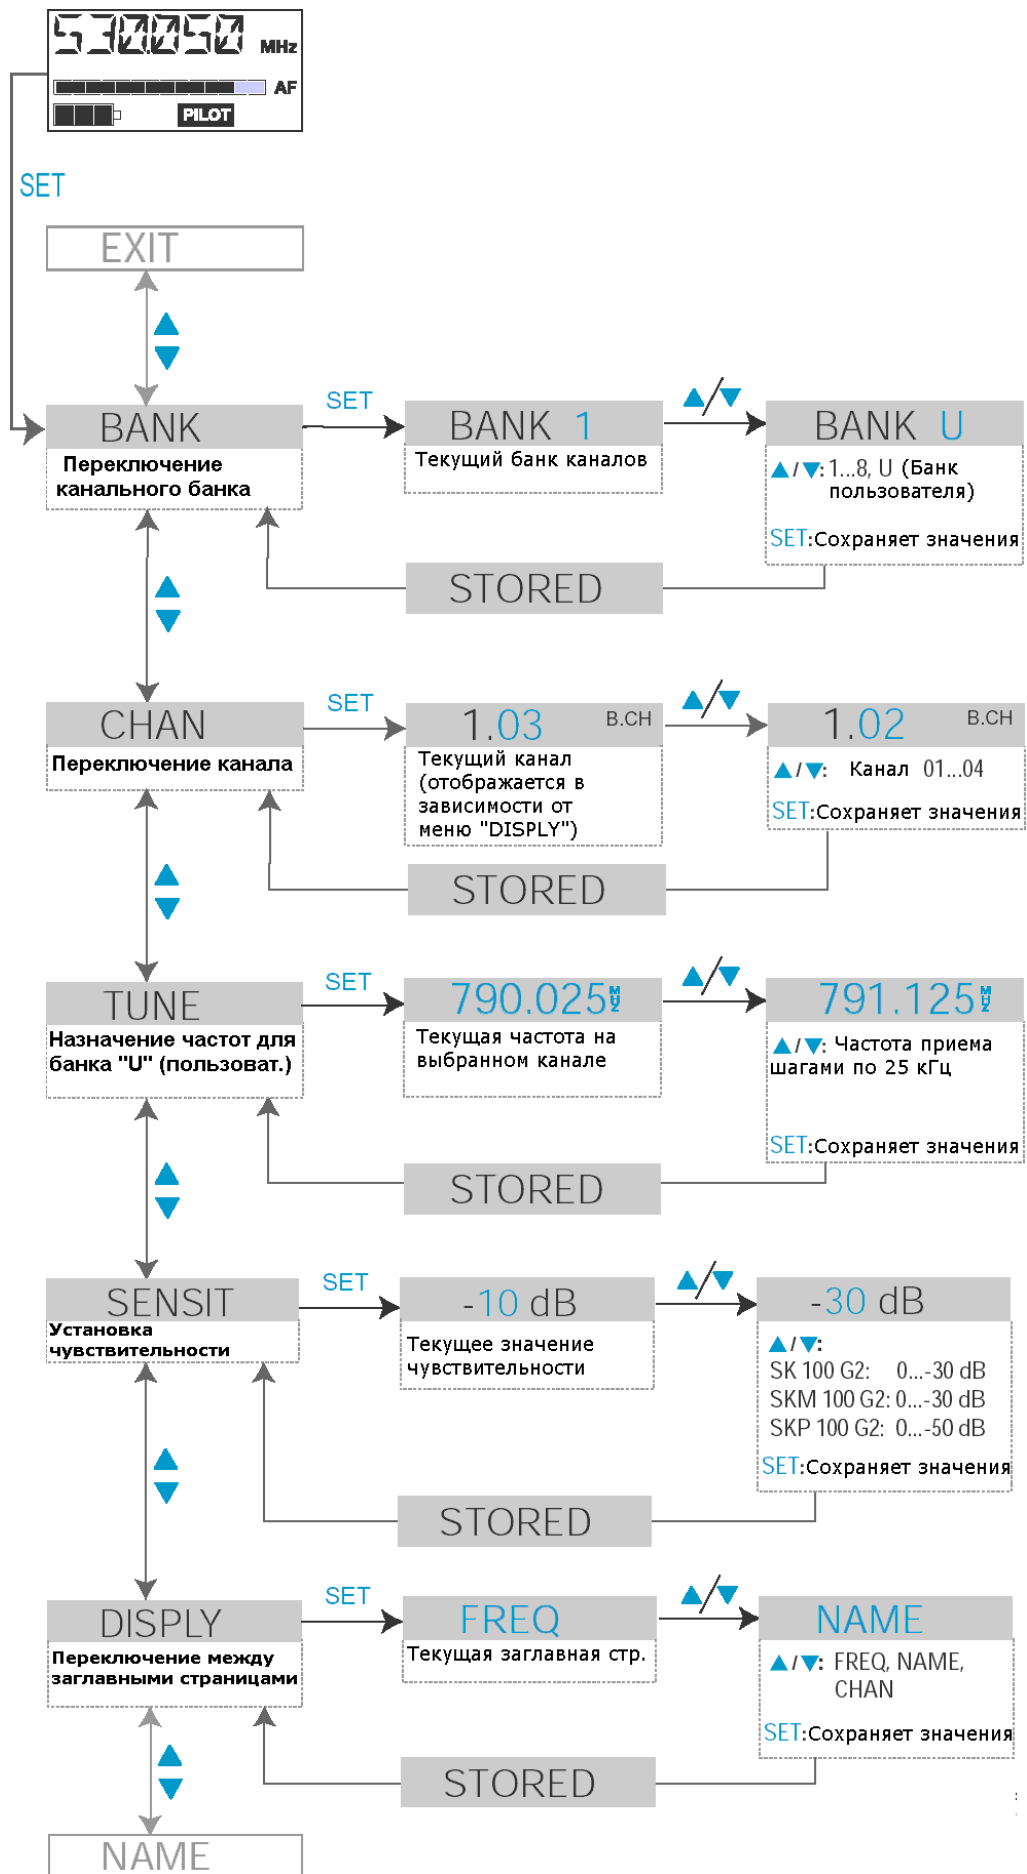 530.050 MHz
AF
PILOT
SET
EXIT
BANK
Переключение
канального банка
SET
BANK 1
Текущий банк каналов
▲/▼
BANK U
▲/▼: 1...8, U (Банк
пользователя)
SET:Сохраняет значения
STORED
CHAN
Переключение канала
SET
1.03 B.CH
Текущий канал
(отображается в
зависимости от
меню "DISPLY")
▲/▼
1.02 B.CH
▲/▼: Канал 01...04
SET:Сохраняет значения
STORED
TUNE
Назначение частот для
банка "U" (пользоват.)
SET
790.025 MHz
Текущая частота на
выбранном канале
▲/▼
791.125 MHz
▲/▼: Частота приема
шагами по 25 кГц
SET:Сохраняет значения
STORED
SENSIT
Установка
чувствительности
SET
-10 dB
Текущее значение
чувствительности
▲/▼
-30 dB
▲/▼:
SK 100 G2: 0...-30 dB
SKM 100 G2: 0...-30 dB
SKP 100 G2: 0...-50 dB
SET:Сохраняет значения
STORED
DISPLY
Переключение между
заглавными страницами
SET
FREQ
Текущая заглавная стр.
▲/▼
NAME
▲/▼: FREQ, NAME,
CHAN
SET:Сохраняет значения
STORED
NAME